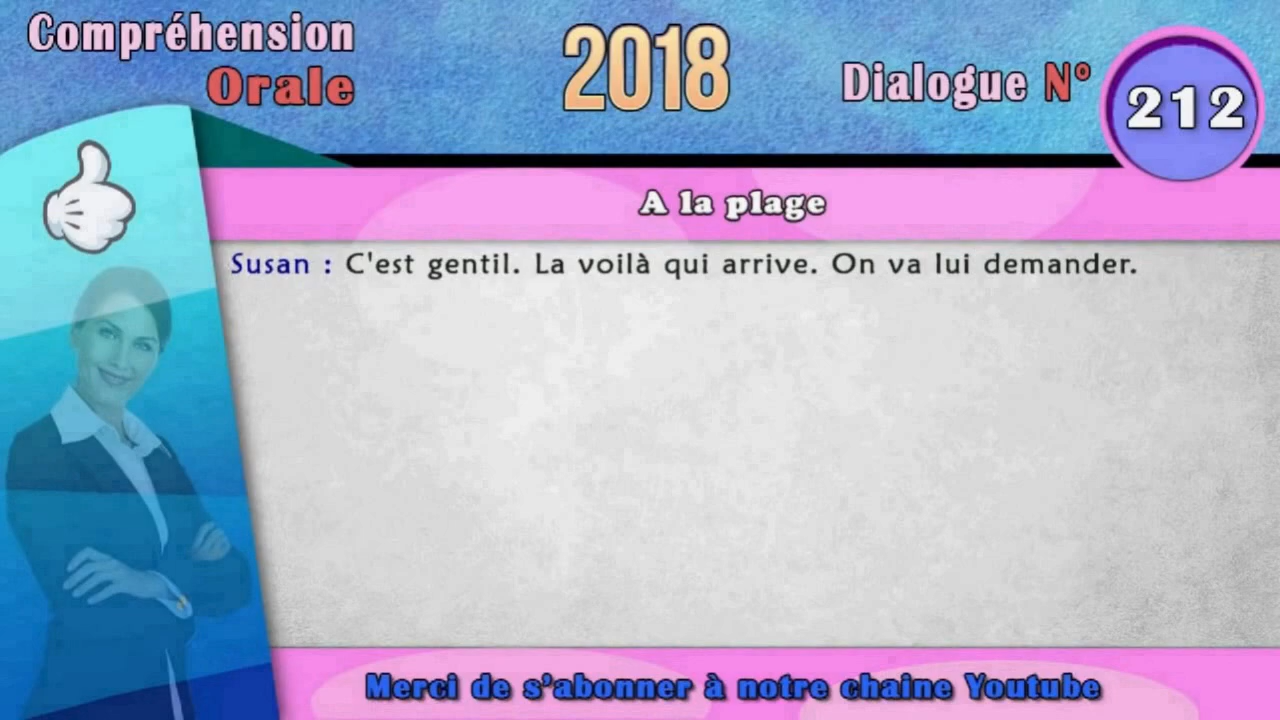 Compréhension
Orale
2018
Dialogue N°
212
A la plage
Susan : C'est gentil. La voilà qui arrive. On va lui demander.
Merci de s'abonner à notre chaine Youtube